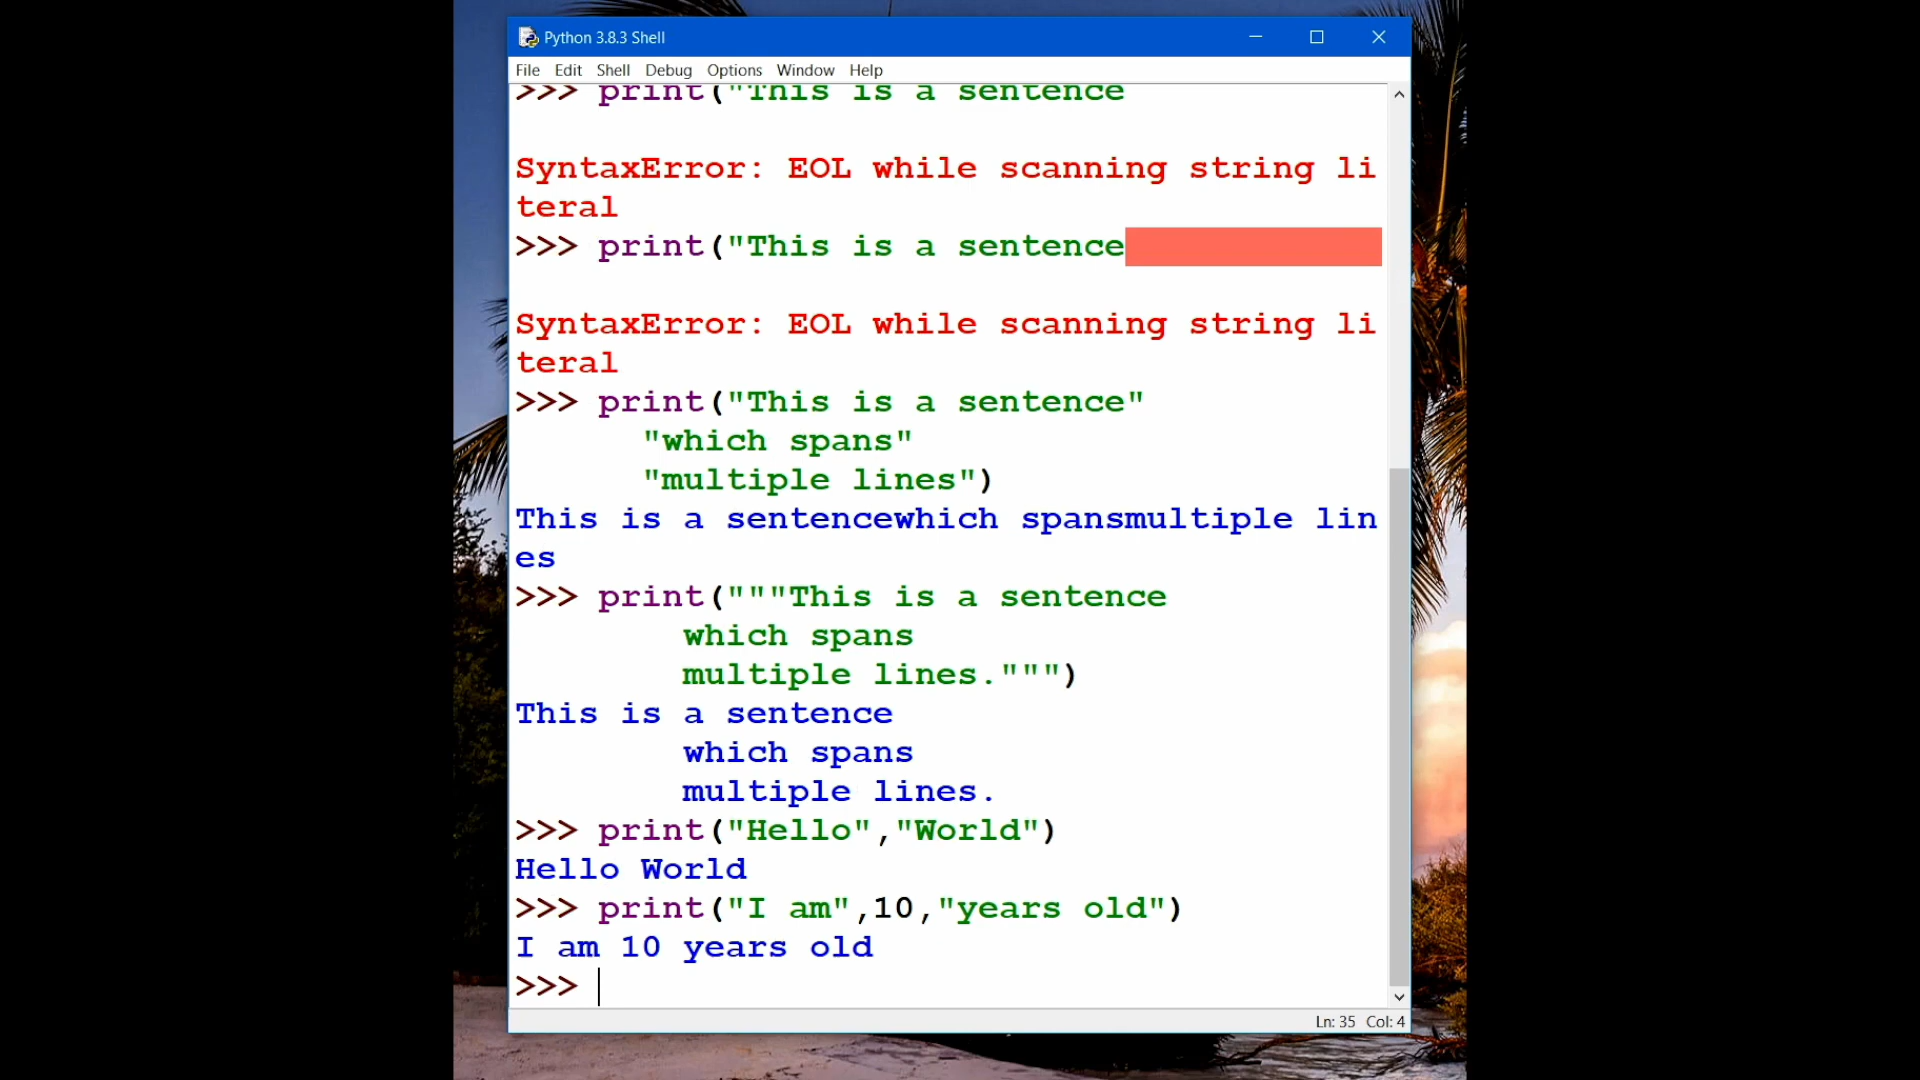 Python 3.8.3 Shell
File Edit Shell Debug Options Window Help
>>> print("This is a sentence
SyntaxError: EOL while scanning string li
teral
>>> print("This is a sentence
SyntaxError: EOL while scanning string li
teral
>>> print("This is a sentence"
"which spans"
"multiple lines")
This is a sentencewhich spansmultiple lin
es
>>> print("""This is a sentence
which spans
multiple lines.""")
This is a sentence
which spans
multiple lines.
>>> print("Hello","World")
Hello World
>>> print("I am",10,"years old")
I am 10 years old
>>>
Ln: 35 Col: 4